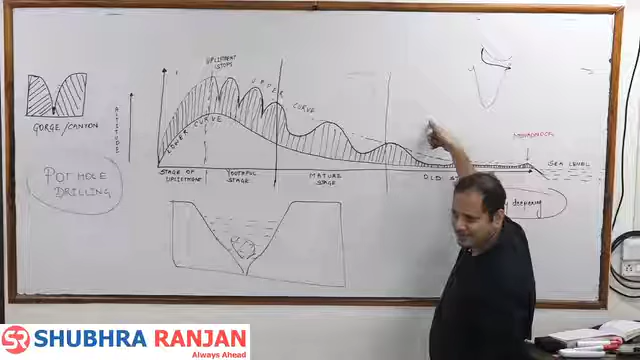 UPLIFTMENT
STOPS
UPPER
CURVE
LOWER CURVE
ALTITUDE
GORGE/CANYON
POT HOLE
DRILLING
STAGE OF
UPLIFTMENT
YOUTHFUL
STAGE
MATURE
STAGE
OLD
MONADNOCK
SEA LEVEL
deepening
SR SHUBHRA RANJAN
Always Ahead